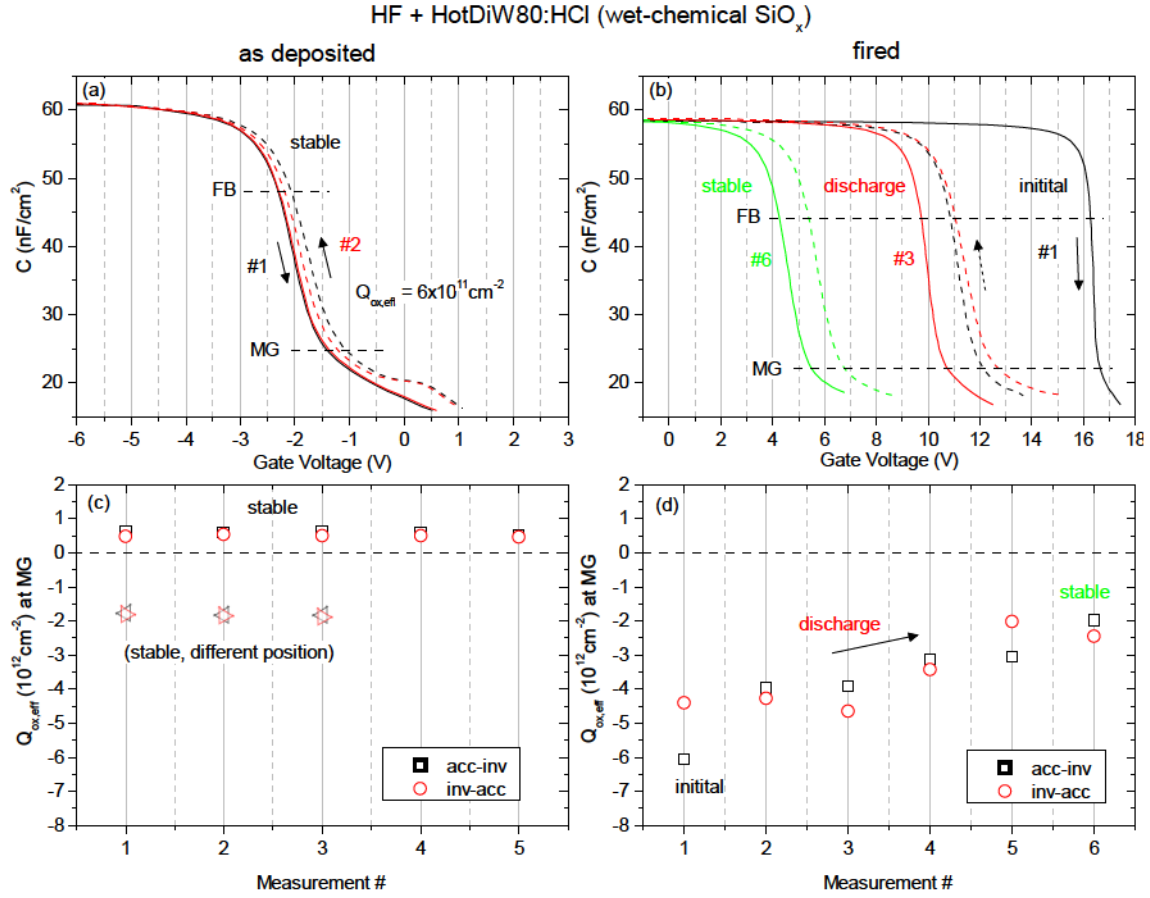 HF + HotDiW80:HCl (wet-chemical SiOx)
as deposited
fired
(a)
stable
FB
#2
#1
Qox,eff = 6x10^11cm^-2
MG
60
50
40
30
20
C (nF/cm²)
-6 -5 -4 -3 -2 -1 0 1 2 3
Gate Voltage (V)
(b)
stable
discharge
initital
FB
#6
#3
#1
MG
60
50
40
30
20
C (nF/cm²)
0 2 4 6 8 10 12 14 16 18
Gate Voltage (V)
(c)
stable
(stable, different position)
acc-inv
inv-acc
2
1
0
-1
-2
-3
-4
-5
-6
-7
-8
Qox,eff (10^12cm^-2) at MG
1 2 3 4 5
Measurement #
(d)
stable
discharge
initital
acc-inv
inv-acc
2
1
0
-1
-2
-3
-4
-5
-6
-7
-8
Qox,eff (10^12cm^-2) at MG
1 2 3 4 5 6
Measurement #